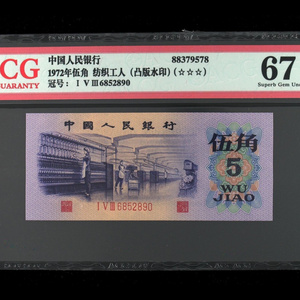 CG
GUARANTY
中国人民银行 88379578
1972年伍角 纺织工人（凸版水印）(☆☆☆)
冠号：I V III 6852890
67
Superb Gem Unc
中国人民银行
伍角
5
WU
JIAO
I V III 6852890